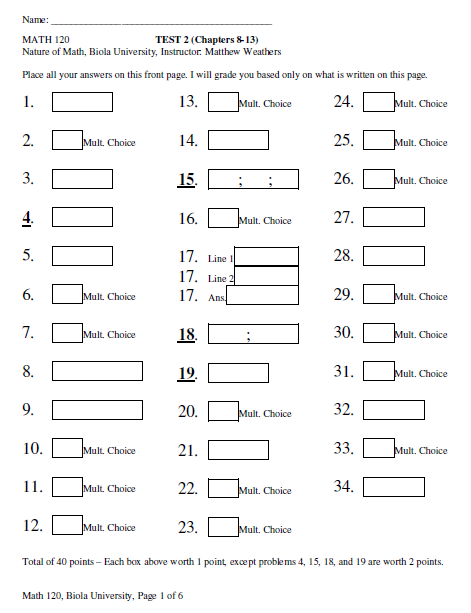 Name: ____________________________________________
MATH 120 TEST 2 (Chapters 8-13)
Nature of Math, Biola University, Instructor: Matthew Weathers
Place all your answers on this front page. I will grade you based only on what is written on this page.
1. 13. Mult. Choice 24. Mult. Choice
2. Mult. Choice 14. 25. Mult. Choice
3. 15. ; ; 26. Mult. Choice
4. 16. Mult. Choice 27.
5. 17. Line 1 28.
17. Line 2
6. Mult. Choice 17. Ans. 29. Mult. Choice
7. Mult. Choice 18. ; 30. Mult. Choice
8. 19. 31. Mult. Choice
9. 20. Mult. Choice 32.
10. Mult. Choice 21. 33. Mult. Choice
11. Mult. Choice 22. Mult. Choice 34.
12. Mult. Choice 23. Mult. Choice
Total of 40 points – Each box above worth 1 point, except problems 4, 15, 18, and 19 are worth 2 points.
Math 120, Biola University, Page 1 of 6